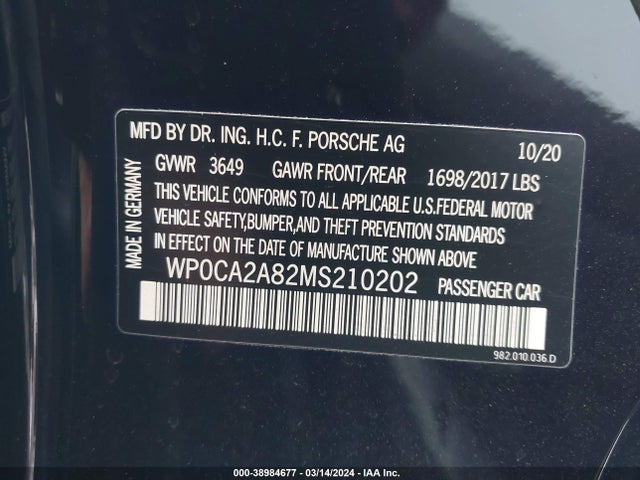 MFD BY DR. ING. H.C. F. PORSCHE AG 10/20
GVWR 3649 GAWR FRONT/REAR 1698/2017 LBS
THIS VEHICLE CONFORMS TO ALL APPLICABLE U.S.FEDERAL MOTOR
VEHICLE SAFETY,BUMPER,AND THEFT PREVENTION STANDARDS
IN EFFECT ON THE DATE OF MANUFACTURE SHOWN ABOVE
WP0CA2A82MS210202 PASSENGER CAR
MADE IN GERMANY
982.010.036.D
000-38984677 - 03/14/2024 - IAA Inc.